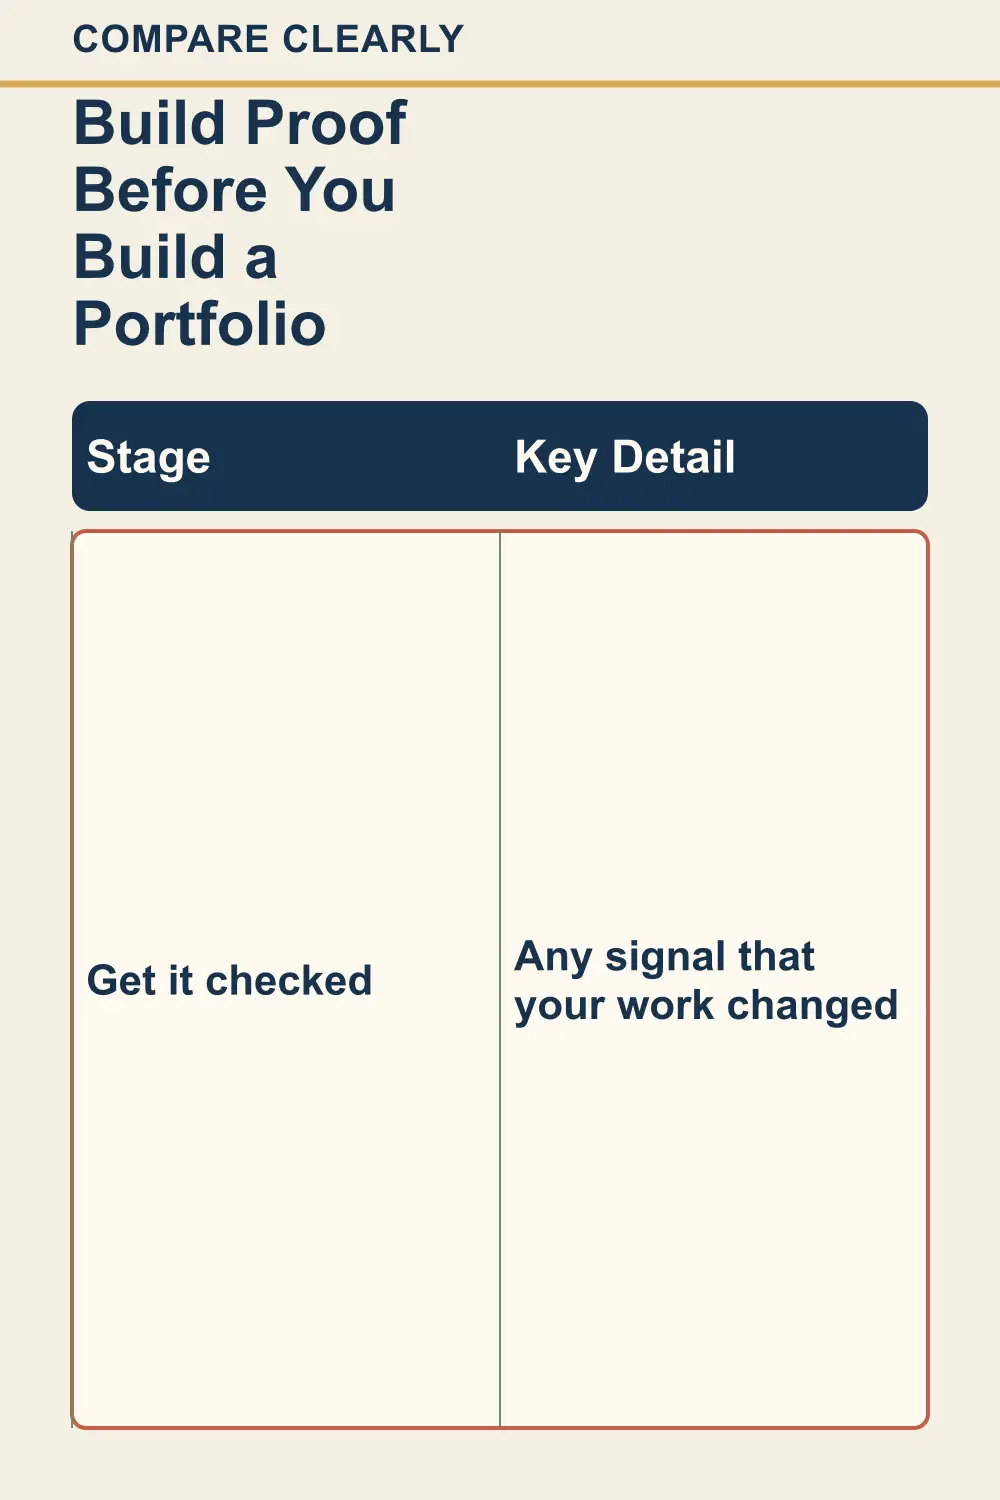 COMPARE CLEARLY
Build Proof
Before You
Build a
Portfolio
Stage
Key Detail
Get it checked
Any signal that
your work changed